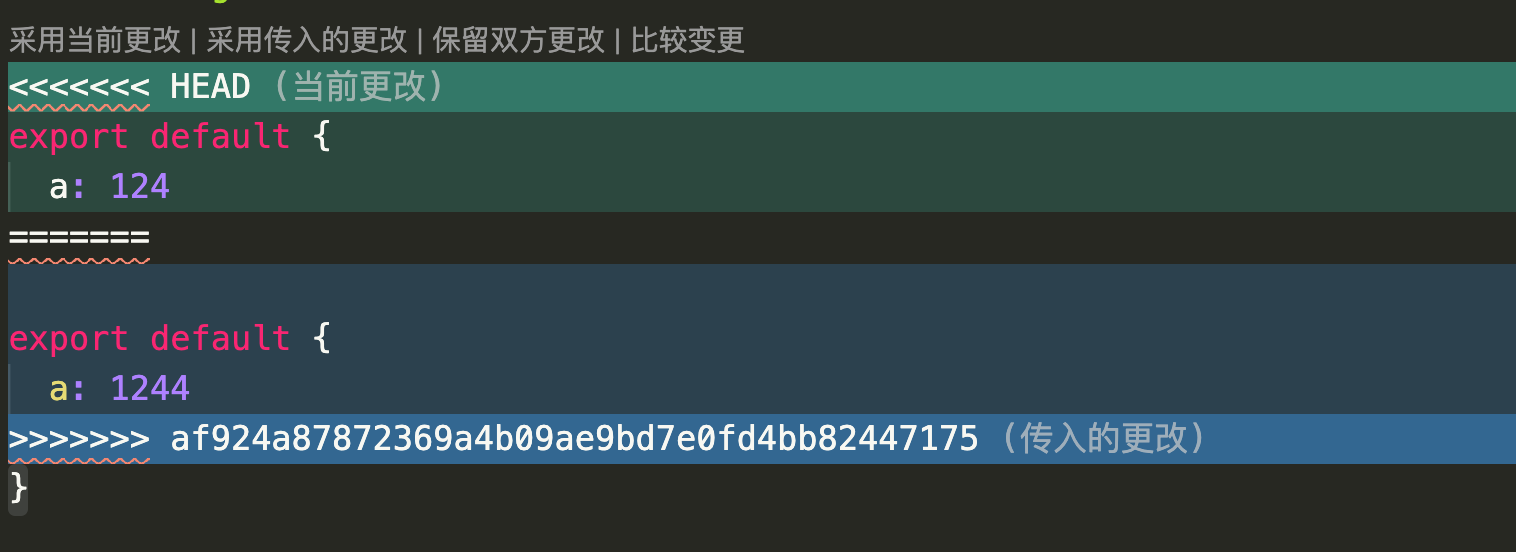 采用当前更改 | 采用传入的更改 | 保留双方更改 | 比较变更
<<<<<<< HEAD (当前更改)
export default {
  a: 124
=======

export default {
  a: 1244
>>>>>>> af924a87872369a4b09ae9bd7e0fd4bb82447175 (传入的更改)
}